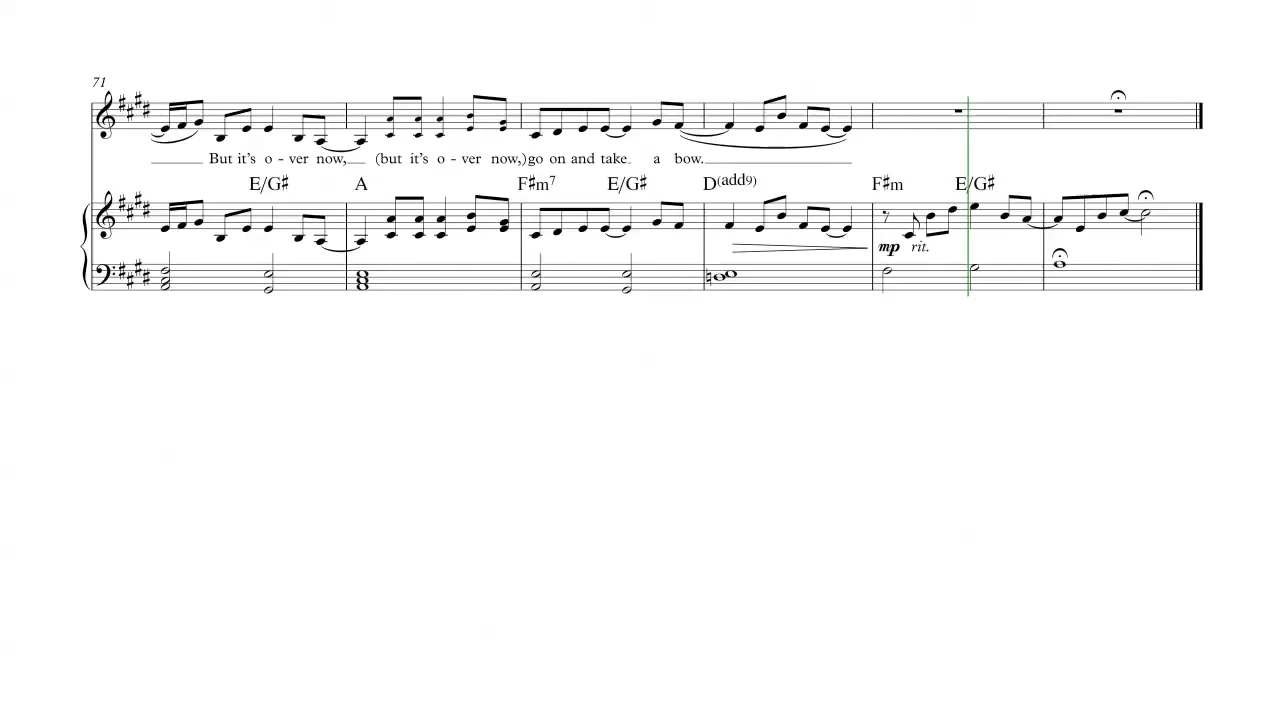 71
But it's o - ver now, (but it's o - ver now,) go on and take a bow.
E/G♯ A F♯m7 E/G♯ D(add9) F♯m E/G♯
mp rit.